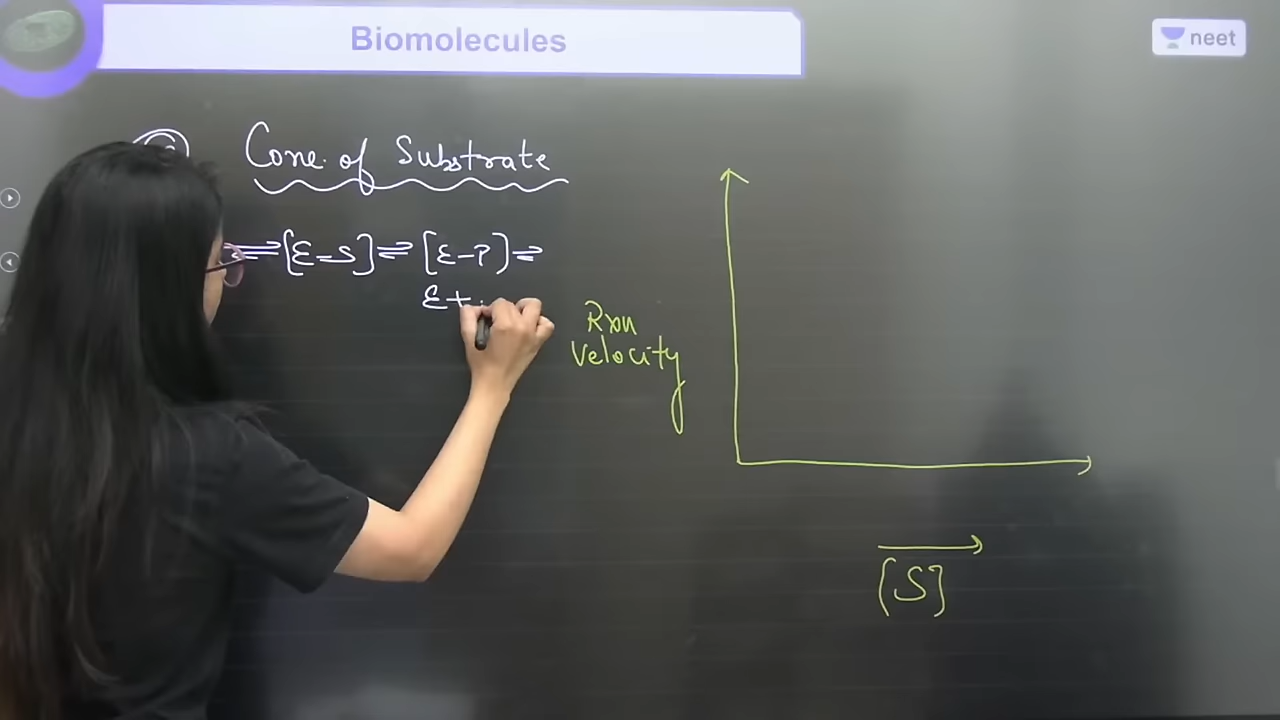 Biomolecules
neet
Conc. of Substrate
⇌ [E-S] ⇌ [E-P] ⇌
E +
Rxn
Velocity
[S]